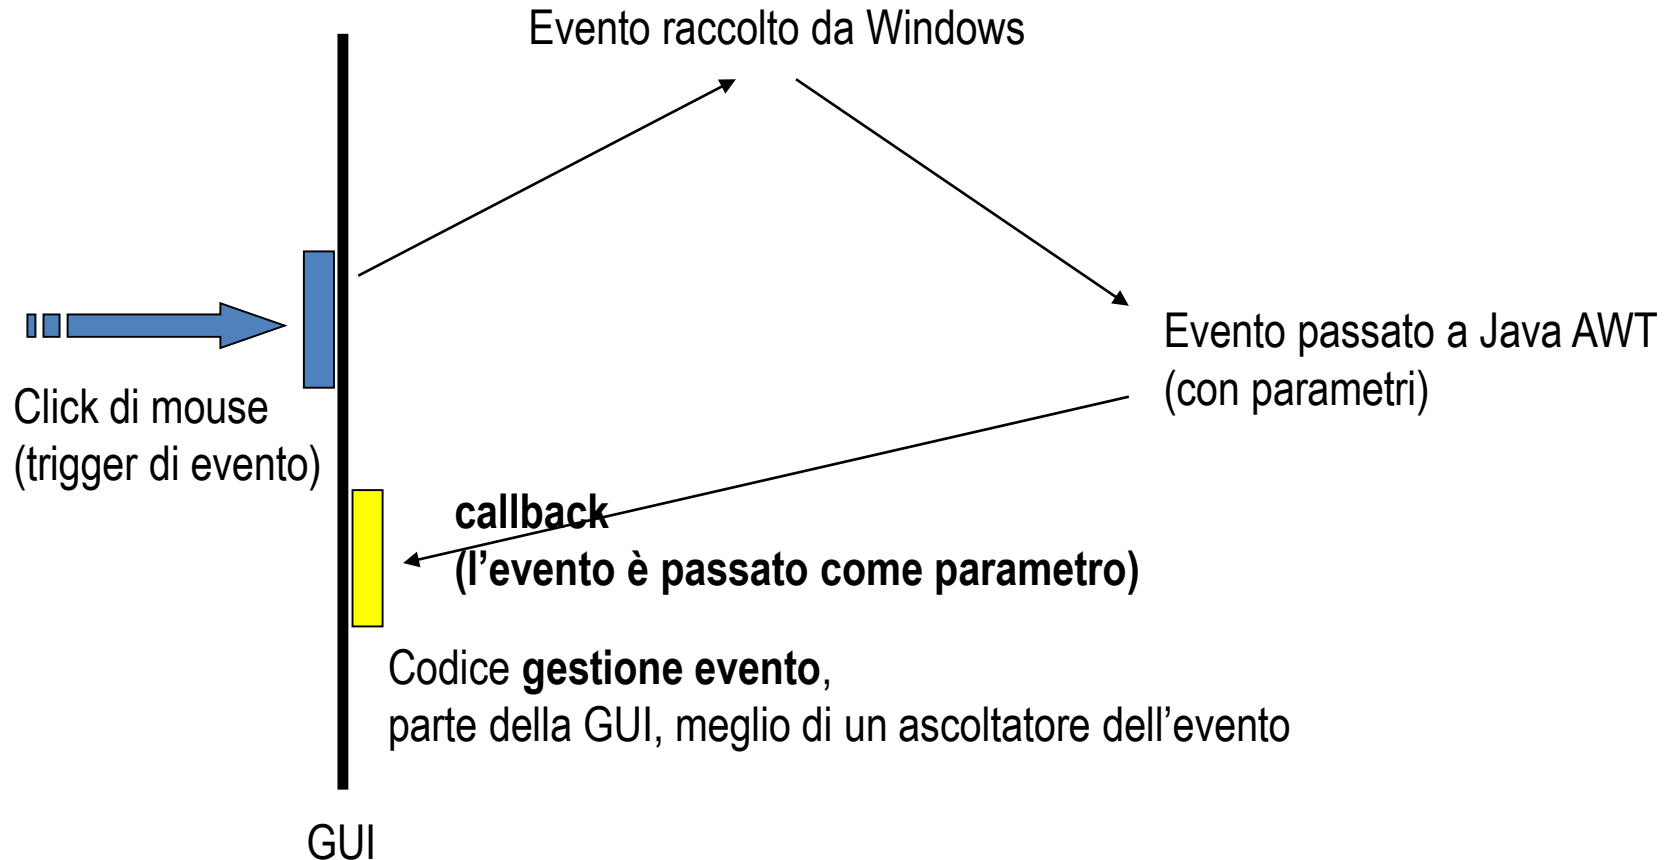 Evento raccolto da Windows
Evento passato a Java AWT
(con parametri)
Click di mouse
(trigger di evento)
callback
(l’evento è passato come parametro)
Codice gestione evento,
parte della GUI, meglio di un ascoltatore dell’evento
GUI